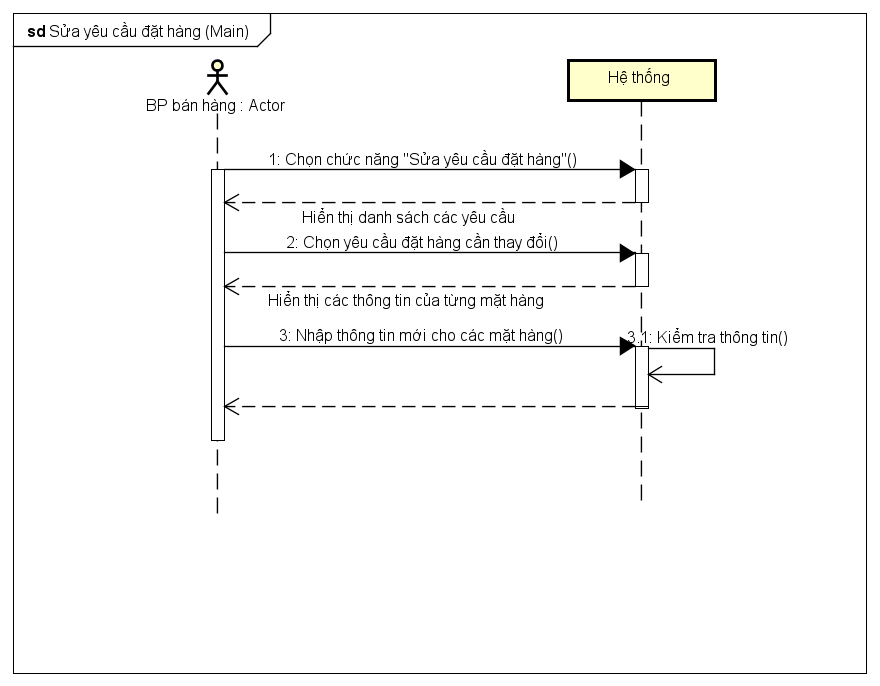 sd Sửa yêu cầu đặt hàng (Main)
BP bán hàng : Actor
Hệ thống
1: Chọn chức năng "Sửa yêu cầu đặt hàng"()
Hiển thị danh sách các yêu cầu
2: Chọn yêu cầu đặt hàng cần thay đổi()
Hiển thị các thông tin của từng mặt hàng
3: Nhập thông tin mới cho các mặt hàng()
3.1: Kiểm tra thông tin()